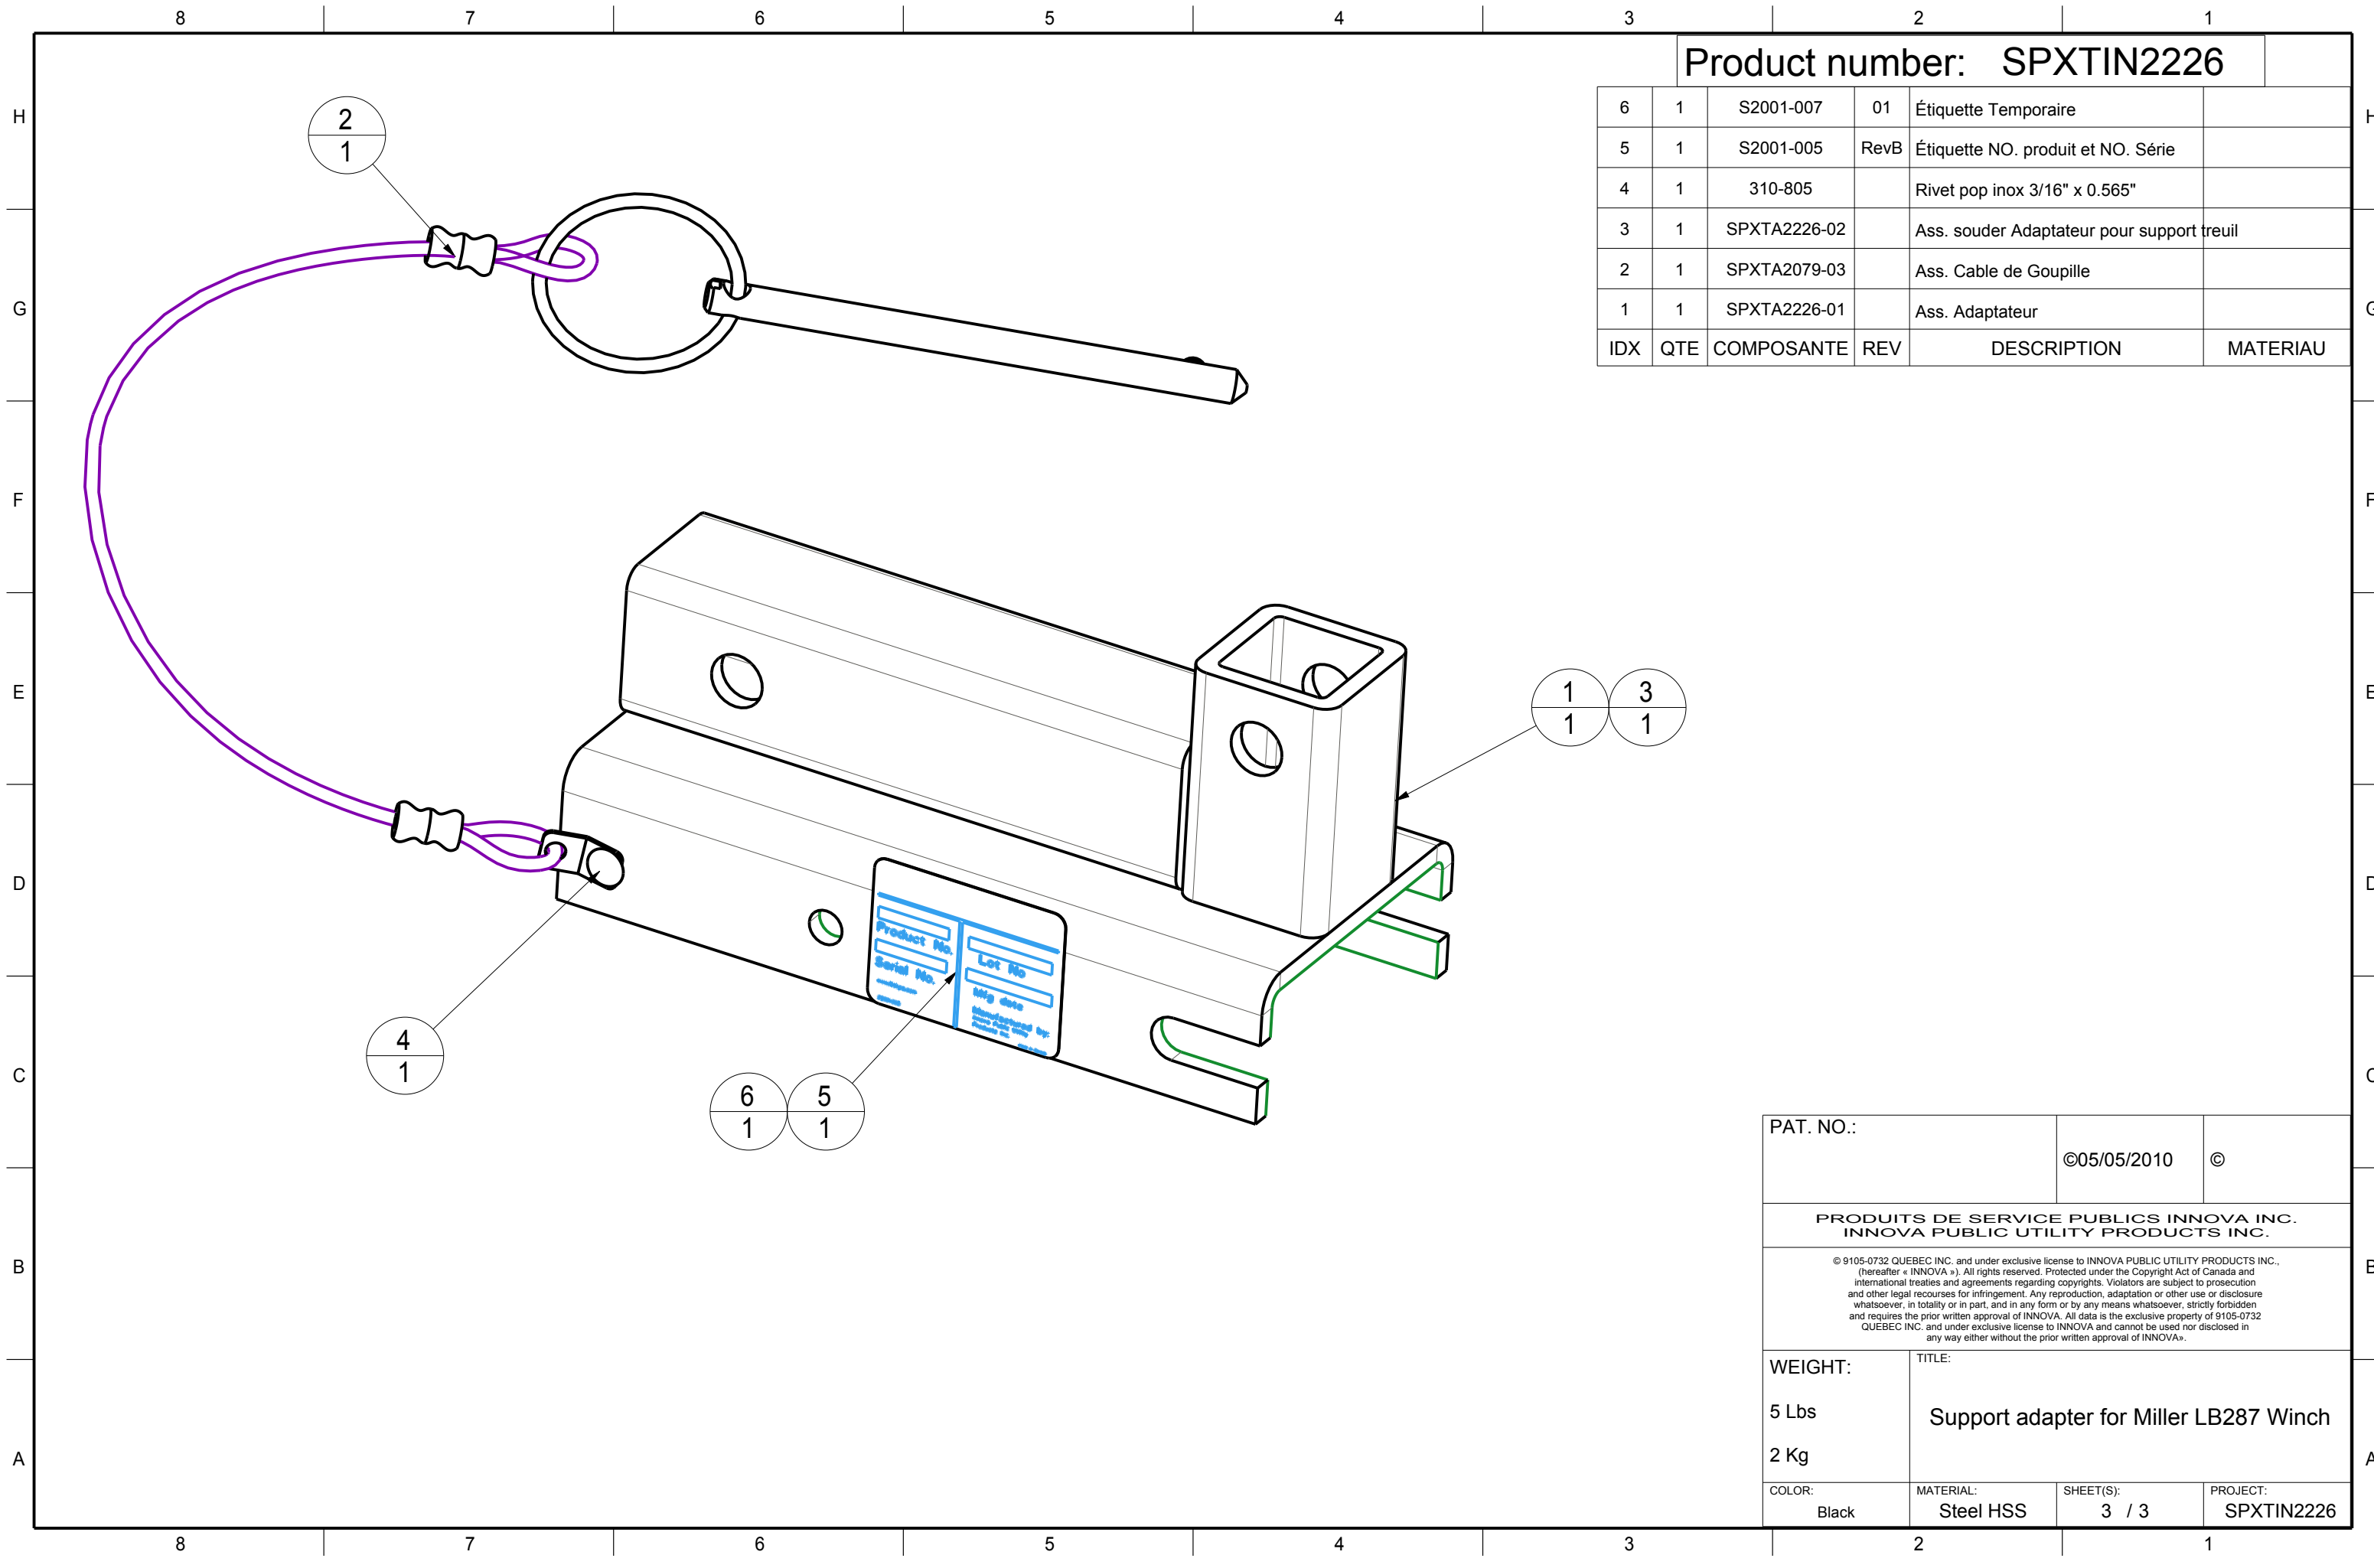 8 7 6 5 4 3 2 1
H H
G G
F F
E E
D D
C C
B B
A A
Product number: SPXTIN2226
6 1 S2001-007 01 Étiquette Temporaire
5 1 S2001-005 RevB Étiquette NO. produit et NO. Série
4 1 310-805 Rivet pop inox 3/16" x 0.565"
3 1 SPXTA2226-02 Ass. souder Adaptateur pour support treuil
2 1 SPXTA2079-03 Ass. Cable de Goupille
1 1 SPXTA2226-01 Ass. Adaptateur
IDX QTE COMPOSANTE REV DESCRIPTION MATERIAU
2
1
1 3
1 1
4
1
6 5
1 1
Product No.
Serial No.
Lot No
Mfg date
Manufactured by:
Innova Public Utility
Products Inc.
PAT. NO.:
©05/05/2010 ©
PRODUITS DE SERVICE PUBLICS INNOVA INC.
INNOVA PUBLIC UTILITY PRODUCTS INC.
© 9105-0732 QUEBEC INC. and under exclusive license to INNOVA PUBLIC UTILITY PRODUCTS INC.,
(hereafter « INNOVA »). All rights reserved. Protected under the Copyright Act of Canada and
international treaties and agreements regarding copyrights. Violators are subject to prosecution
and other legal recourses for infringement. Any reproduction, adaptation or other use or disclosure
whatsoever, in totality or in part, and in any form or by any means whatsoever, strictly forbidden
and requires the prior written approval of INNOVA. All data is the exclusive property of 9105-0732
QUEBEC INC. and under exclusive license to INNOVA and cannot be used nor disclosed in
any way either without the prior written approval of INNOVA».
WEIGHT:
5 Lbs
2 Kg
TITLE:
Support adapter for Miller LB287 Winch
COLOR:
Black
MATERIAL:
Steel HSS
SHEET(S):
3 / 3
PROJECT:
SPXTIN2226
8 7 6 5 4 3 2 1